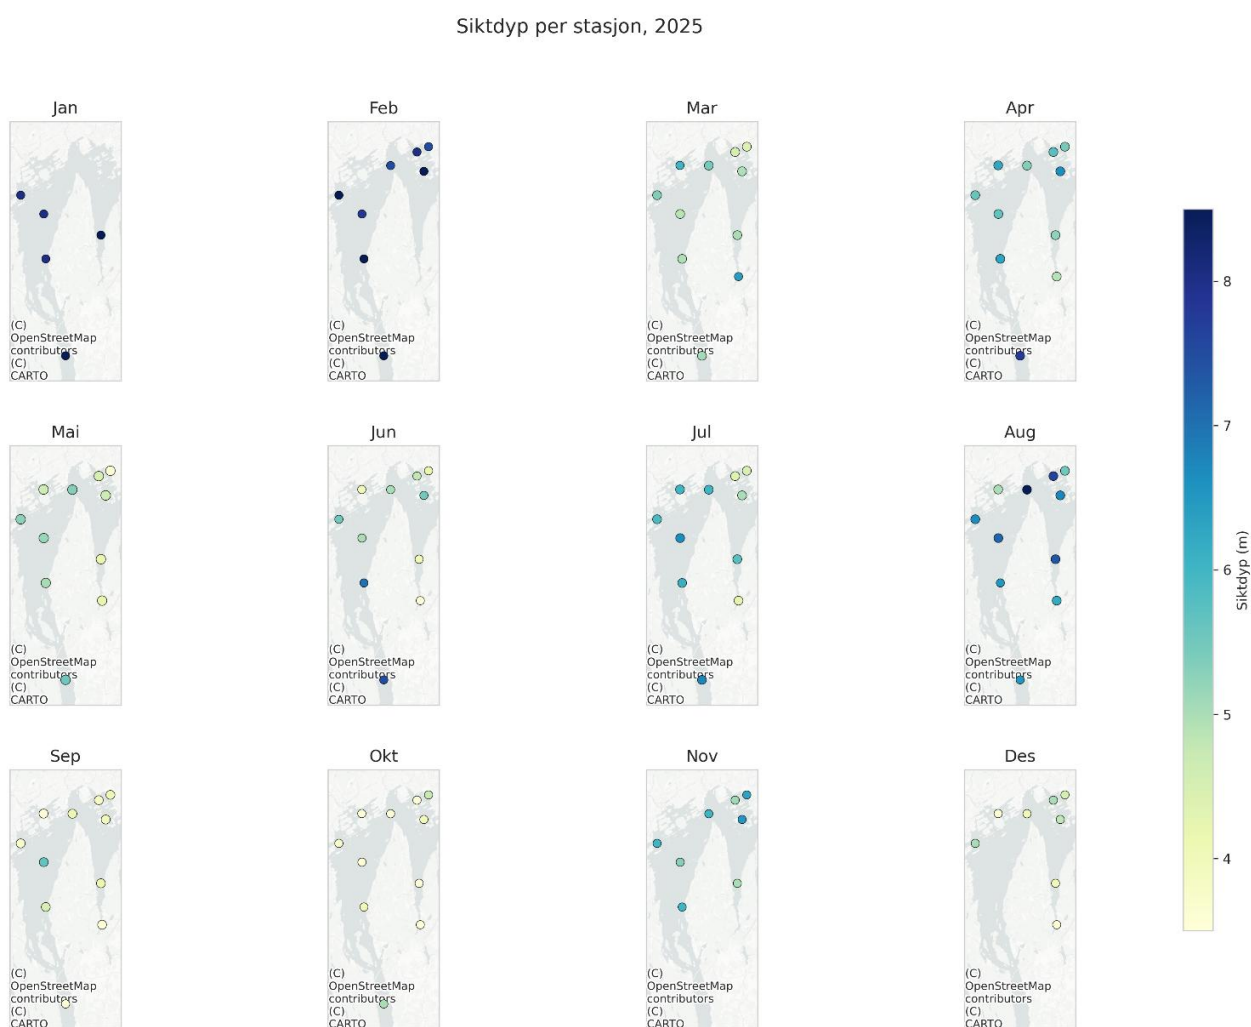 Siktdyp per stasjon, 2025
Jan
Feb
Mar
Apr
(C)
OpenStreetMap
contributors
(C)
CARTO
(C)
OpenStreetMap
contributors
(C)
CARTO
(C)
OpenStreetMap
contributors
(C)
CARTO
(C)
OpenStreetMap
contributors
(C)
CARTO
Mai
Jun
Jul
Aug
(C)
OpenStreetMap
contributors
(C)
CARTO
(C)
OpenStreetMap
contributors
(C)
CARTO
(C)
OpenStreetMap
contributors
(C)
CARTO
(C)
OpenStreetMap
contributors
(C)
CARTO
Sep
Okt
Nov
Des
(C)
OpenStreetMap
contributors
(C)
CARTO
(C)
OpenStreetMap
contributors
(C)
CARTO
(C)
OpenStreetMap
contributors
(C)
CARTO
(C)
OpenStreetMap
contributors
(C)
CARTO
8
7
6
5
4
Siktdyp (m)